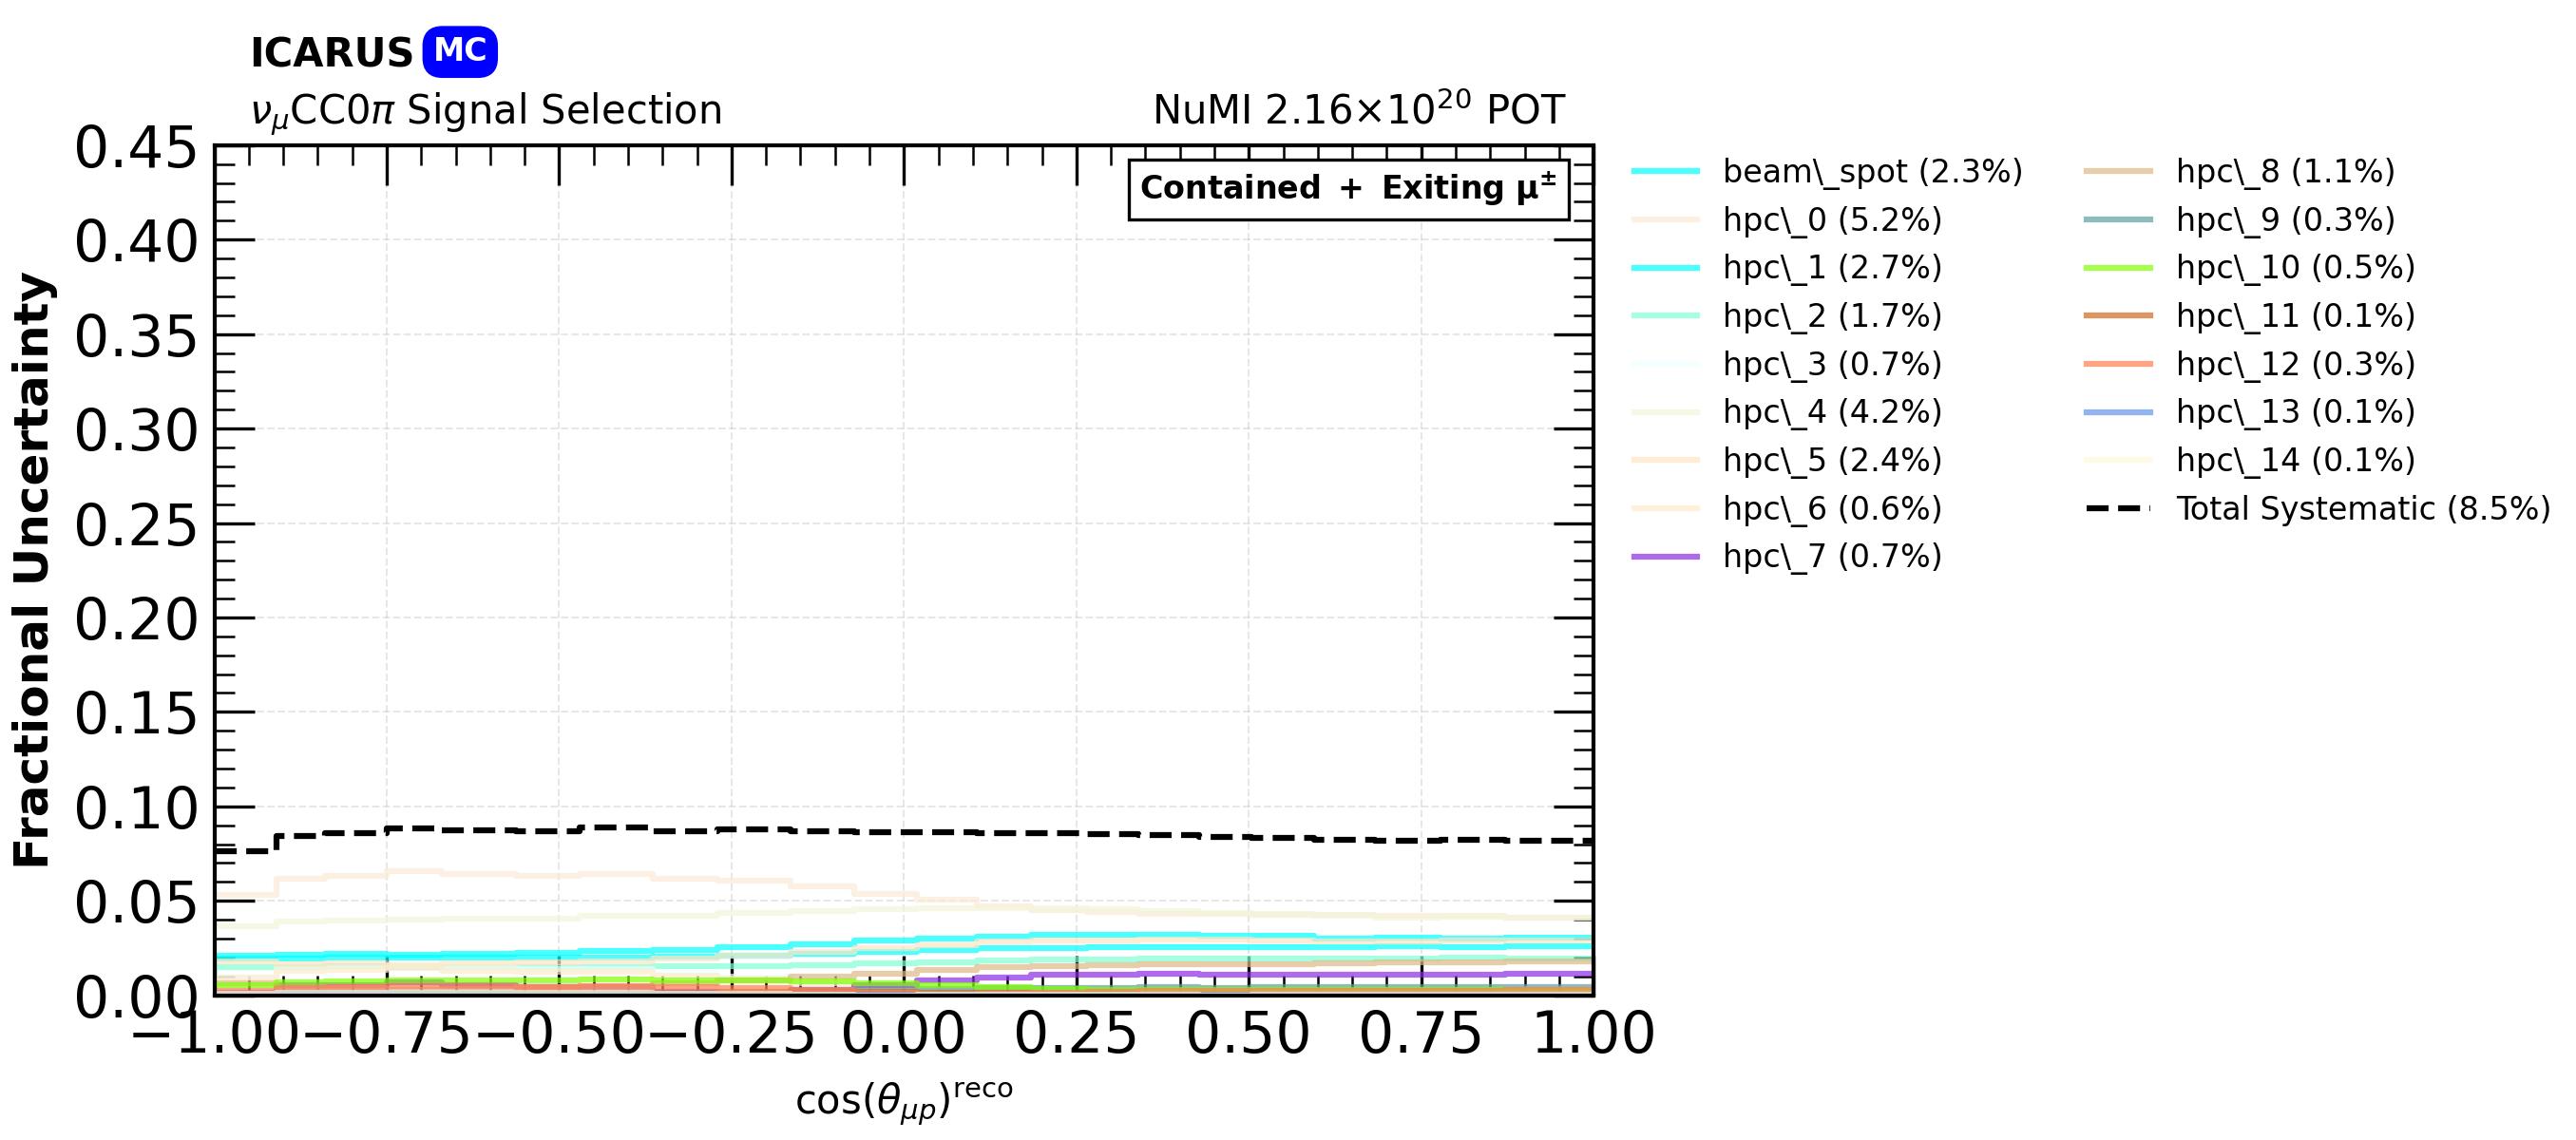 ICARUS MC
νμCC0π Signal Selection
NuMI 2.16×10²⁰ POT
Contained + Exiting μ±
Fractional Uncertainty
0.45
0.40
0.35
0.30
0.25
0.20
0.15
0.10
0.05
0.00
−1.00 −0.75 −0.50 −0.25 0.00 0.25 0.50 0.75 1.00
cos(θμp)reco
beam\_spot (2.3%)
hpc\_0 (5.2%)
hpc\_1 (2.7%)
hpc\_2 (1.7%)
hpc\_3 (0.7%)
hpc\_4 (4.2%)
hpc\_5 (2.4%)
hpc\_6 (0.6%)
hpc\_7 (0.7%)
hpc\_8 (1.1%)
hpc\_9 (0.3%)
hpc\_10 (0.5%)
hpc\_11 (0.1%)
hpc\_12 (0.3%)
hpc\_13 (0.1%)
hpc\_14 (0.1%)
Total Systematic (8.5%)